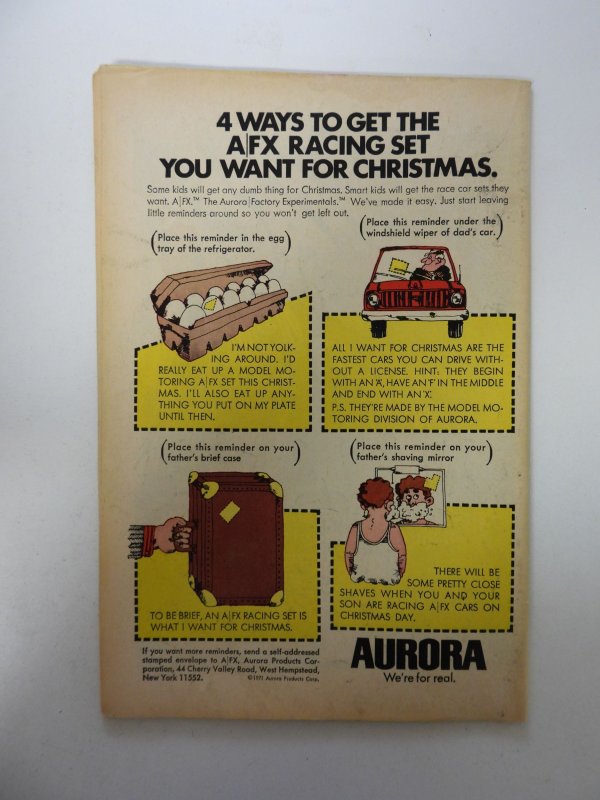 4 WAYS TO GET THE
A|FX RACING SET
YOU WANT FOR CHRISTMAS.
Some kids will get any dumb thing for Christmas. Smart kids will get the race car sets they
want. A|FX.™ The Aurora|Factory Experimentals.™ We've made it easy. Just start leaving
little reminders around so you won't get left out.
(Place this reminder in the egg
tray of the refrigerator.)
I'M NOT YOLK-
ING AROUND. I'D
REALLY EAT UP A MODEL MO-
TORING A|FX SET THIS CHRIST-
MAS. I'LL ALSO EAT UP ANY-
THING YOU PUT ON MY PLATE
UNTIL THEN.
(Place this reminder under the
windshield wiper of dad's car.)
ALL I WANT FOR CHRISTMAS ARE THE
FASTEST CARS YOU CAN DRIVE WITH-
OUT A LICENSE. HINT: THEY BEGIN
WITH AN 'A', HAVE AN 'F' IN THE MIDDLE
AND END WITH AN 'X'.
P.S. THEY'RE MADE BY THE MODEL MO-
TORING DIVISION OF AURORA.
(Place this reminder on your
father's brief case)
TO BE BRIEF, AN A|FX RACING SET IS
WHAT I WANT FOR CHRISTMAS.
(Place this reminder on your
father's shaving mirror)
THERE WILL BE
SOME PRETTY CLOSE
SHAVES WHEN YOU AND YOUR
SON ARE RACING A|FX CARS ON
CHRISTMAS DAY.
If you want more reminders, send a self-addressed
stamped envelope to A|FX, Aurora Products Cor-
poration, 44 Cherry Valley Road, West Hempstead,
New York 11552. ©1971 Aurora Products Corp.
AURORA
We're for real.